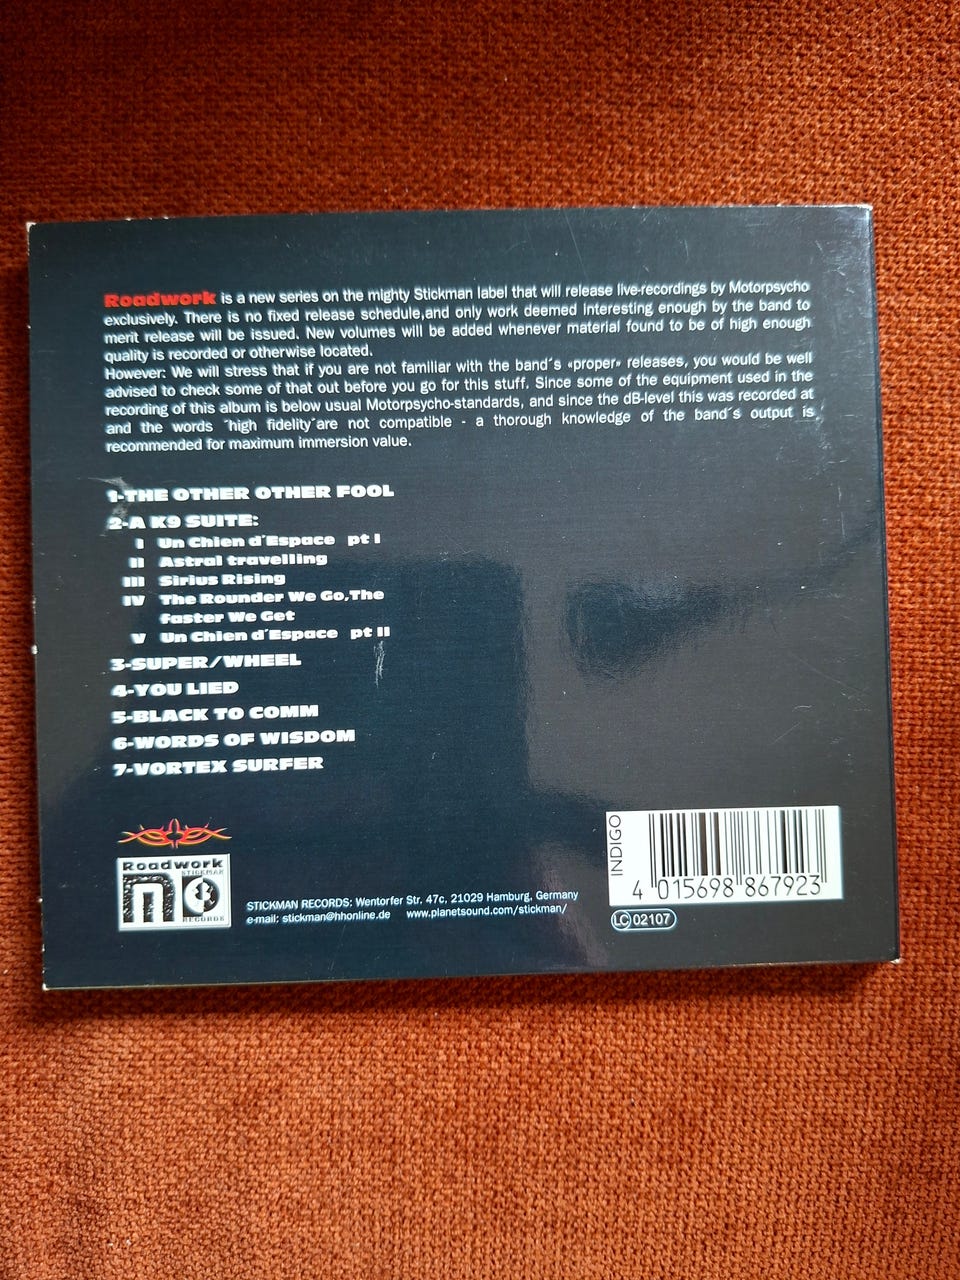 Roadwork is a new series on the mighty Stickman label that will release live-recordings by Motorpsycho
exclusively. There is no fixed release schedule,and only work deemed interesting enough by the band to
merit release will be issued. New volumes will be added whenever material found to be of high enough
quality is recorded or otherwise located.
However: We will stress that if you are not familiar with the band´s «proper» releases, you would be well
advised to check some of that out before you go for this stuff. Since some of the equipment used in the
recording of this album is below usual Motorpsycho-standards, and since the dB-level this was recorded at
and the words ˝high fidelity˝are not compatible - a thorough knowledge of the band´s output is
recommended for maximum immersion value.
1-THE OTHER OTHER FOOL
2-A K9 SUITE:
I Un Chien d´Espace pt I
II Astral travelling
III Sirius Rising
IV The Rounder We Go,The
faster We Get
V Un Chien d´Espace pt II
3-SUPER/WHEEL
4-YOU LIED
5-BLACK TO COMM
6-WORDS OF WISDOM
7-VORTEX SURFER
Roadwork
STICKMAN
RECORDS
STICKMAN RECORDS: Wentorfer Str. 47c, 21029 Hamburg, Germany
e-mail: stickman@hhonline.de www.planetsound.com/stickman/
INDIGO
4 015698 867923
LC 02107